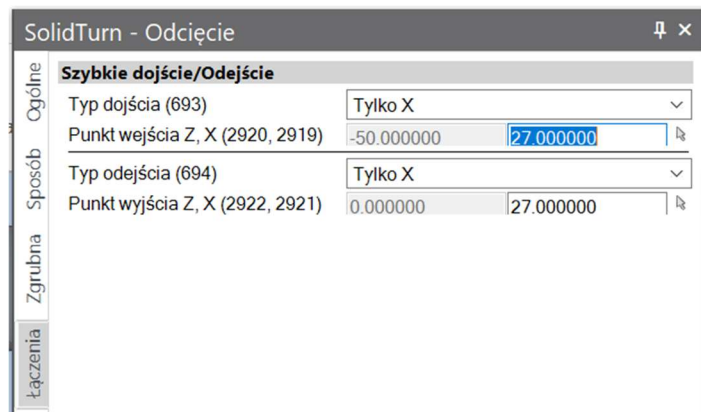 SolidTurn - Odcięcie
Ogólne
Sposób
Zgrubna
Łączenia
Szybkie dojście/Odejście
Typ dojścia (693) Tylko X
Punkt wejścia Z, X (2920, 2919) -50.000000 27.000000
Typ odejścia (694) Tylko X
Punkt wyjścia Z, X (2922, 2921) 0.000000 27.000000